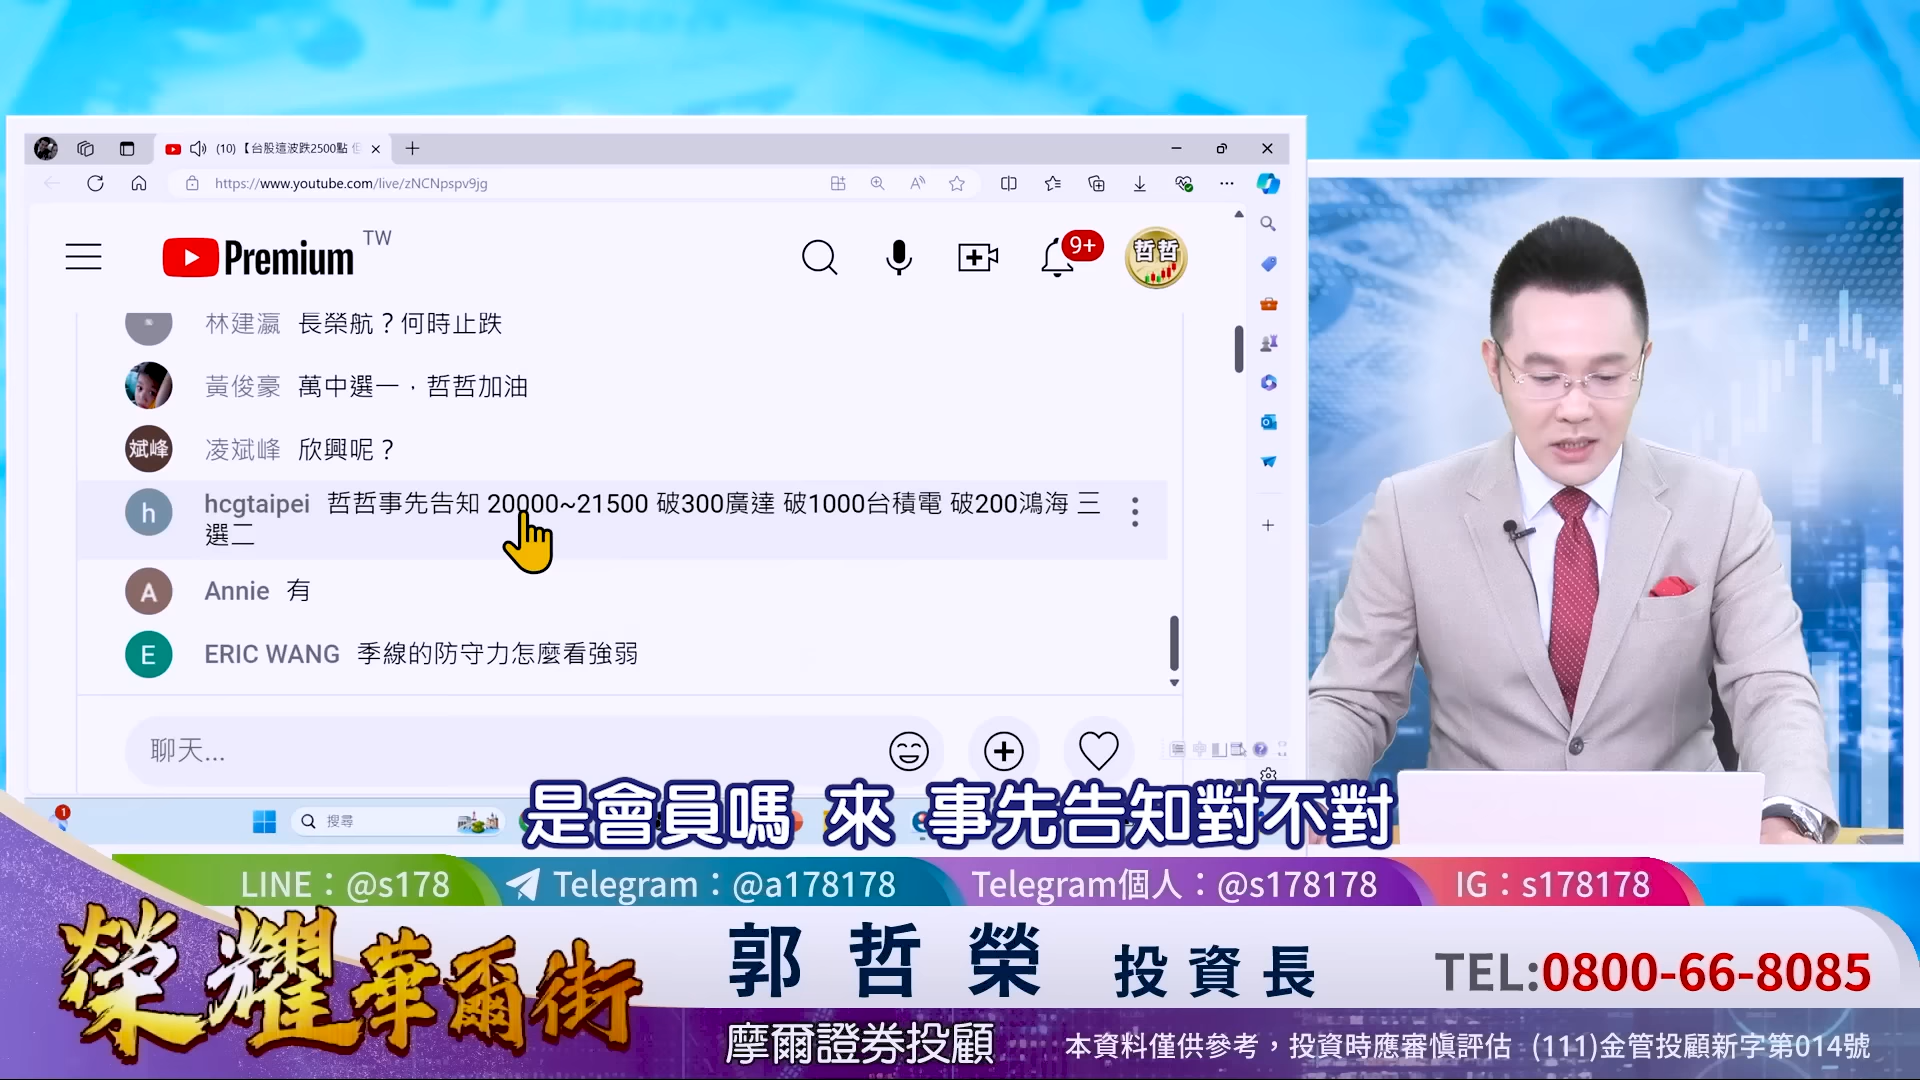 (10)【台股這波跌2500點
https://www.youtube.com/live/zNCNpspv9jg
Premium TW
9+
哲哲
林建瀛 長榮航？何時止跌
黃俊豪 萬中選一，哲哲加油
斌峰 凌斌峰 欣興呢？
h hcgtaipei 哲哲事先告知 20000~21500 破300廣達 破1000台積電 破200鴻海 三
選二
A Annie 有
E ERIC WANG 季線的防守力怎麼看強弱
聊天...
1
搜尋
是會員嗎 來 事先告知對不對
LINE：@s178 Telegram：@a178178 Telegram個人：@s178178 IG：s178178
榮耀華爾街
郭哲榮 投資長
TEL:0800-66-8085
摩爾證券投顧
本資料僅供參考，投資時應審慎評估 (111)金管投顧新字第014號